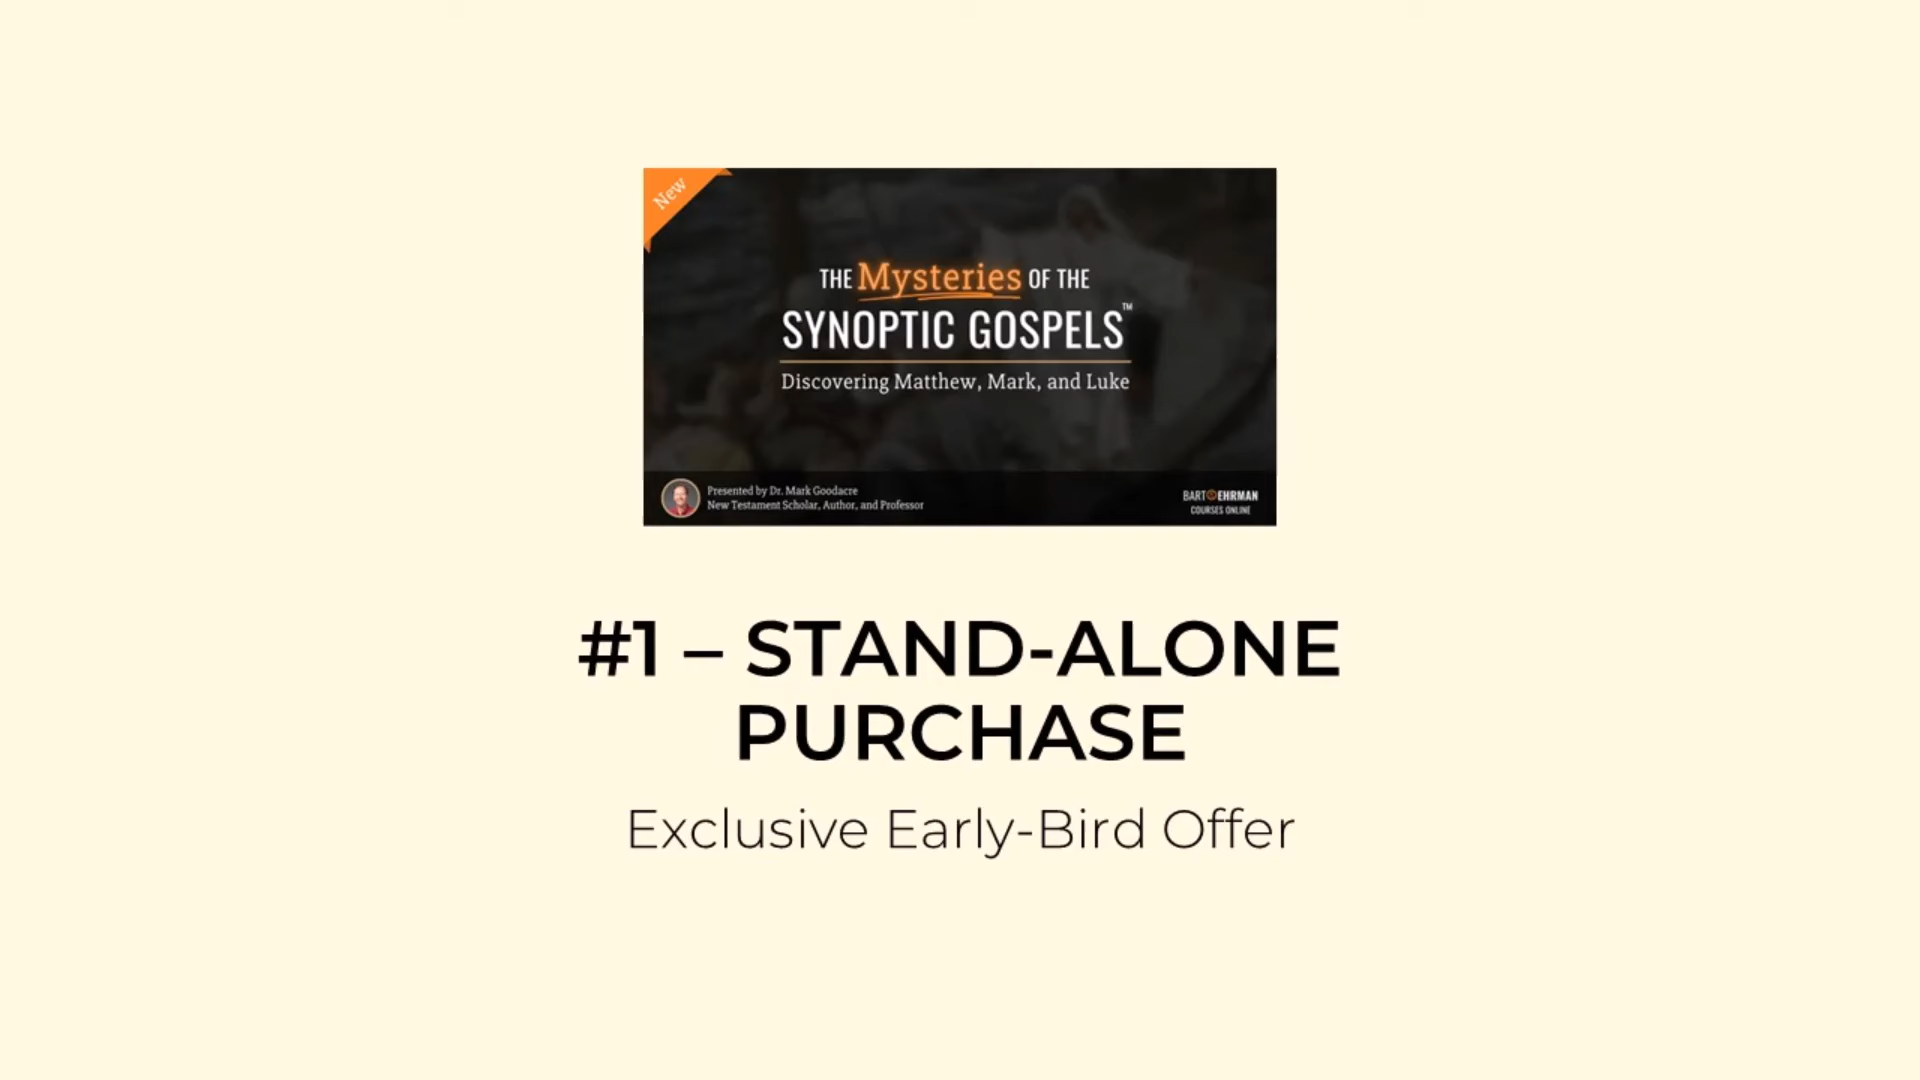 New
THE Mysteries OF THE
SYNOPTIC GOSPELS™
Discovering Matthew, Mark, and Luke
Presented by Dr. Mark Goodacre
New Testament Scholar, Author, and Professor
BART EHRMAN
COURSES ONLINE
#1 – STAND-ALONE
PURCHASE
Exclusive Early-Bird Offer